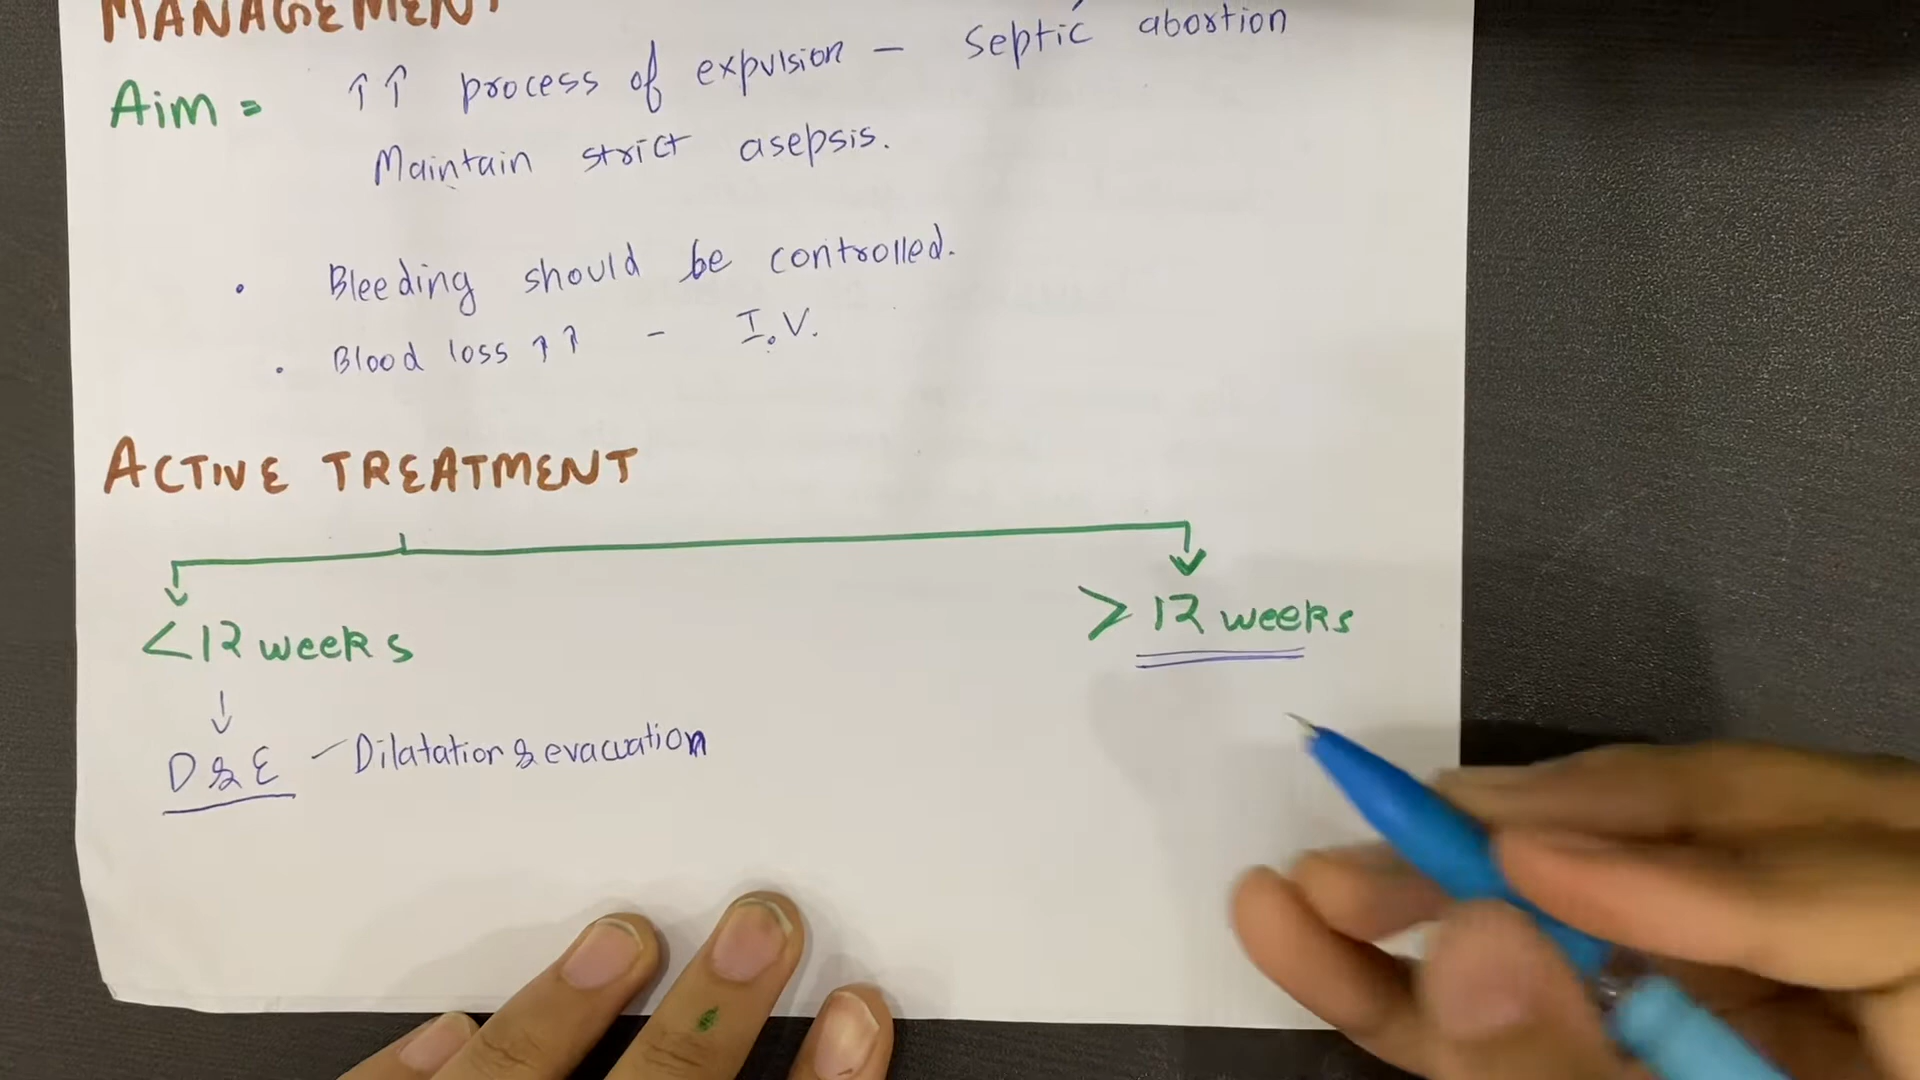 MANAGEMENT
Aim = ↑↑ process of expulsion – septic abortion
Maintain strict asepsis.
• Bleeding should be controlled.
• Blood loss ↑↑ – I.V.
ACTIVE TREATMENT
<12 weeks
> 12 weeks
↓
D & E – Dilatation & evacuation